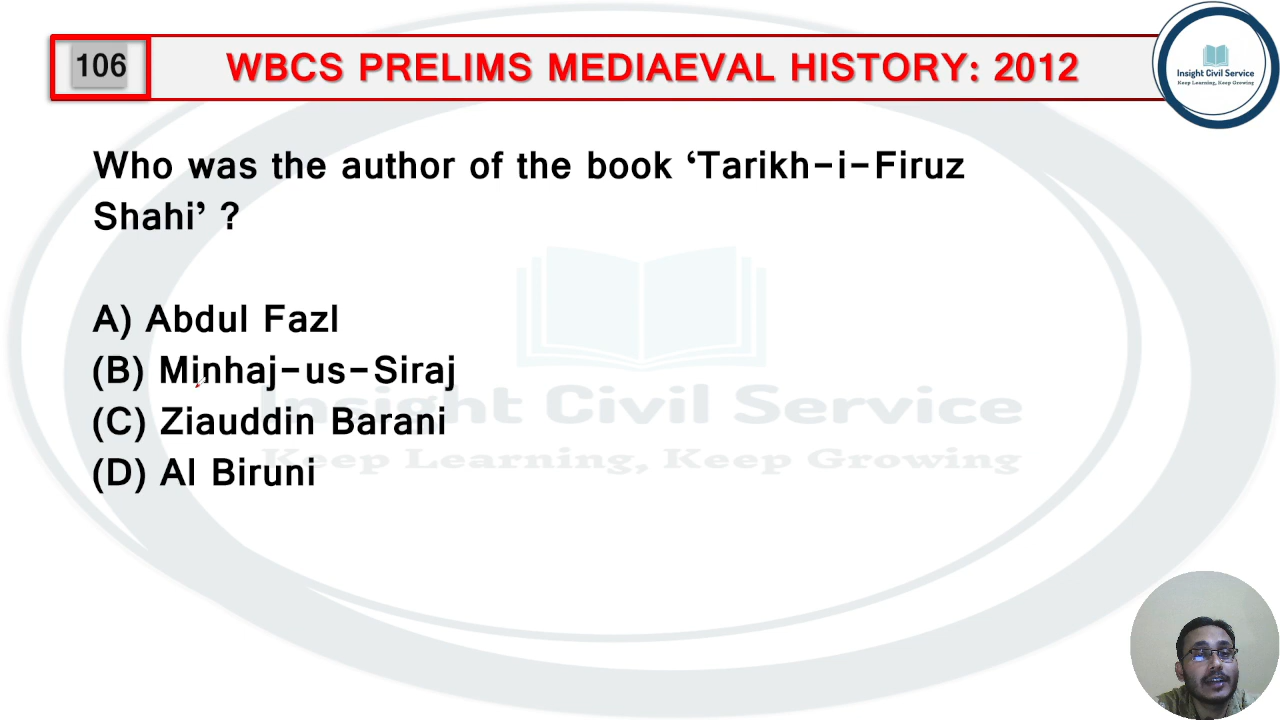 106
WBCS PRELIMS MEDIAEVAL HISTORY: 2012
Insight Civil Service
Keep Learning, Keep Growing
Who was the author of the book ‘Tarikh-i-Firuz
Shahi’ ?
A) Abdul Fazl
(B) Minhaj-us-Siraj
(C) Ziauddin Barani
(D) Al Biruni
Insight Civil Service
Keep Learning, Keep Growing